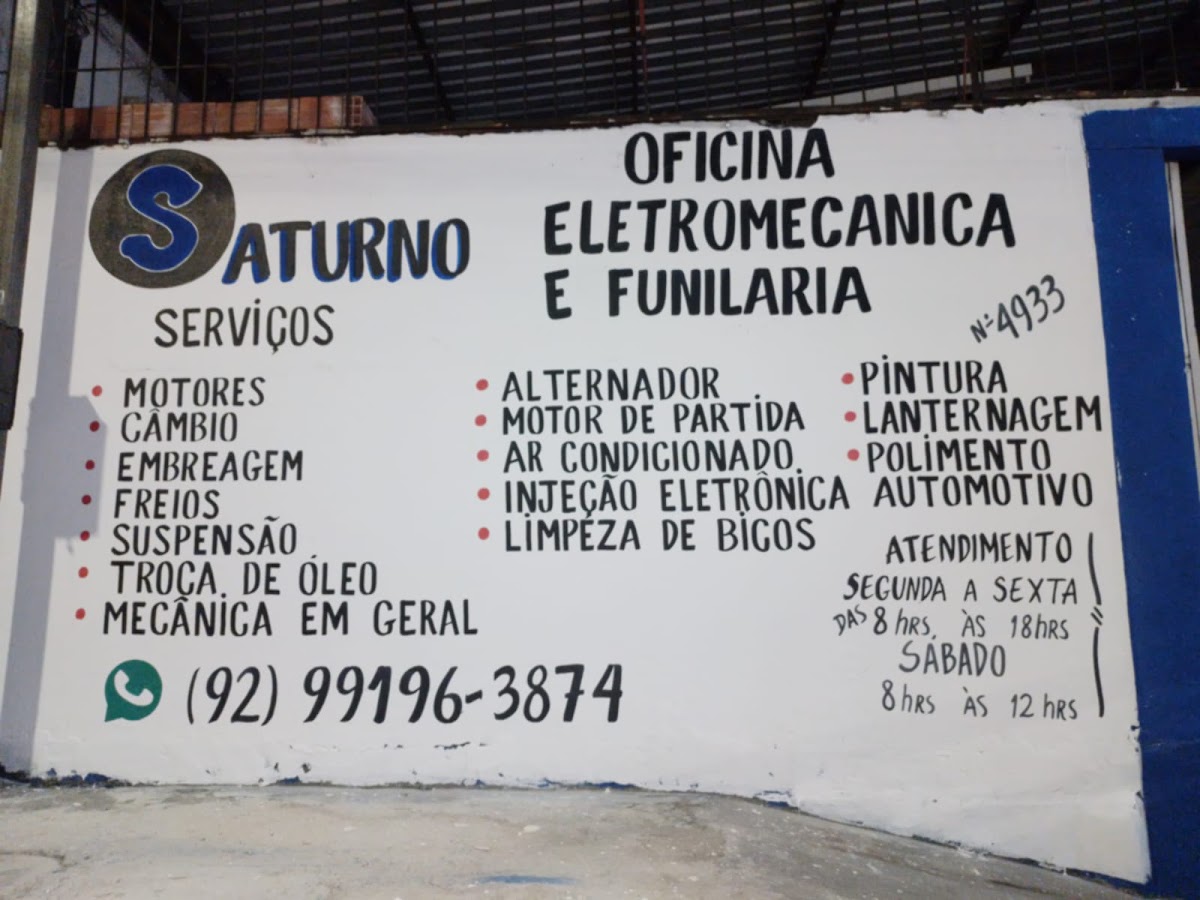 SATURNO
OFICINA
ELETROMECANICA
E FUNILARIA
Nº 4933
SERVIÇOS
• MOTORES
• CÂMBIO
• EMBREAGEM
• FREIOS
• SUSPENSÃO
• TROCA DE ÓLEO
• MECÂNICA EM GERAL
• ALTERNADOR
• MOTOR DE PARTIDA
• AR CONDICIONADO
• INJEÇÃO ELETRÔNICA AUTOMOTIVO
• LIMPEZA DE BICOS
• PINTURA
• LANTERNAGEM
• POLIMENTO
ATENDIMENTO
SEGUNDA A SEXTA
DAS 8 HRS. ÀS 18HRS
SÁBADO
8 HRS ÀS 12 HRS
(92) 99196-3874